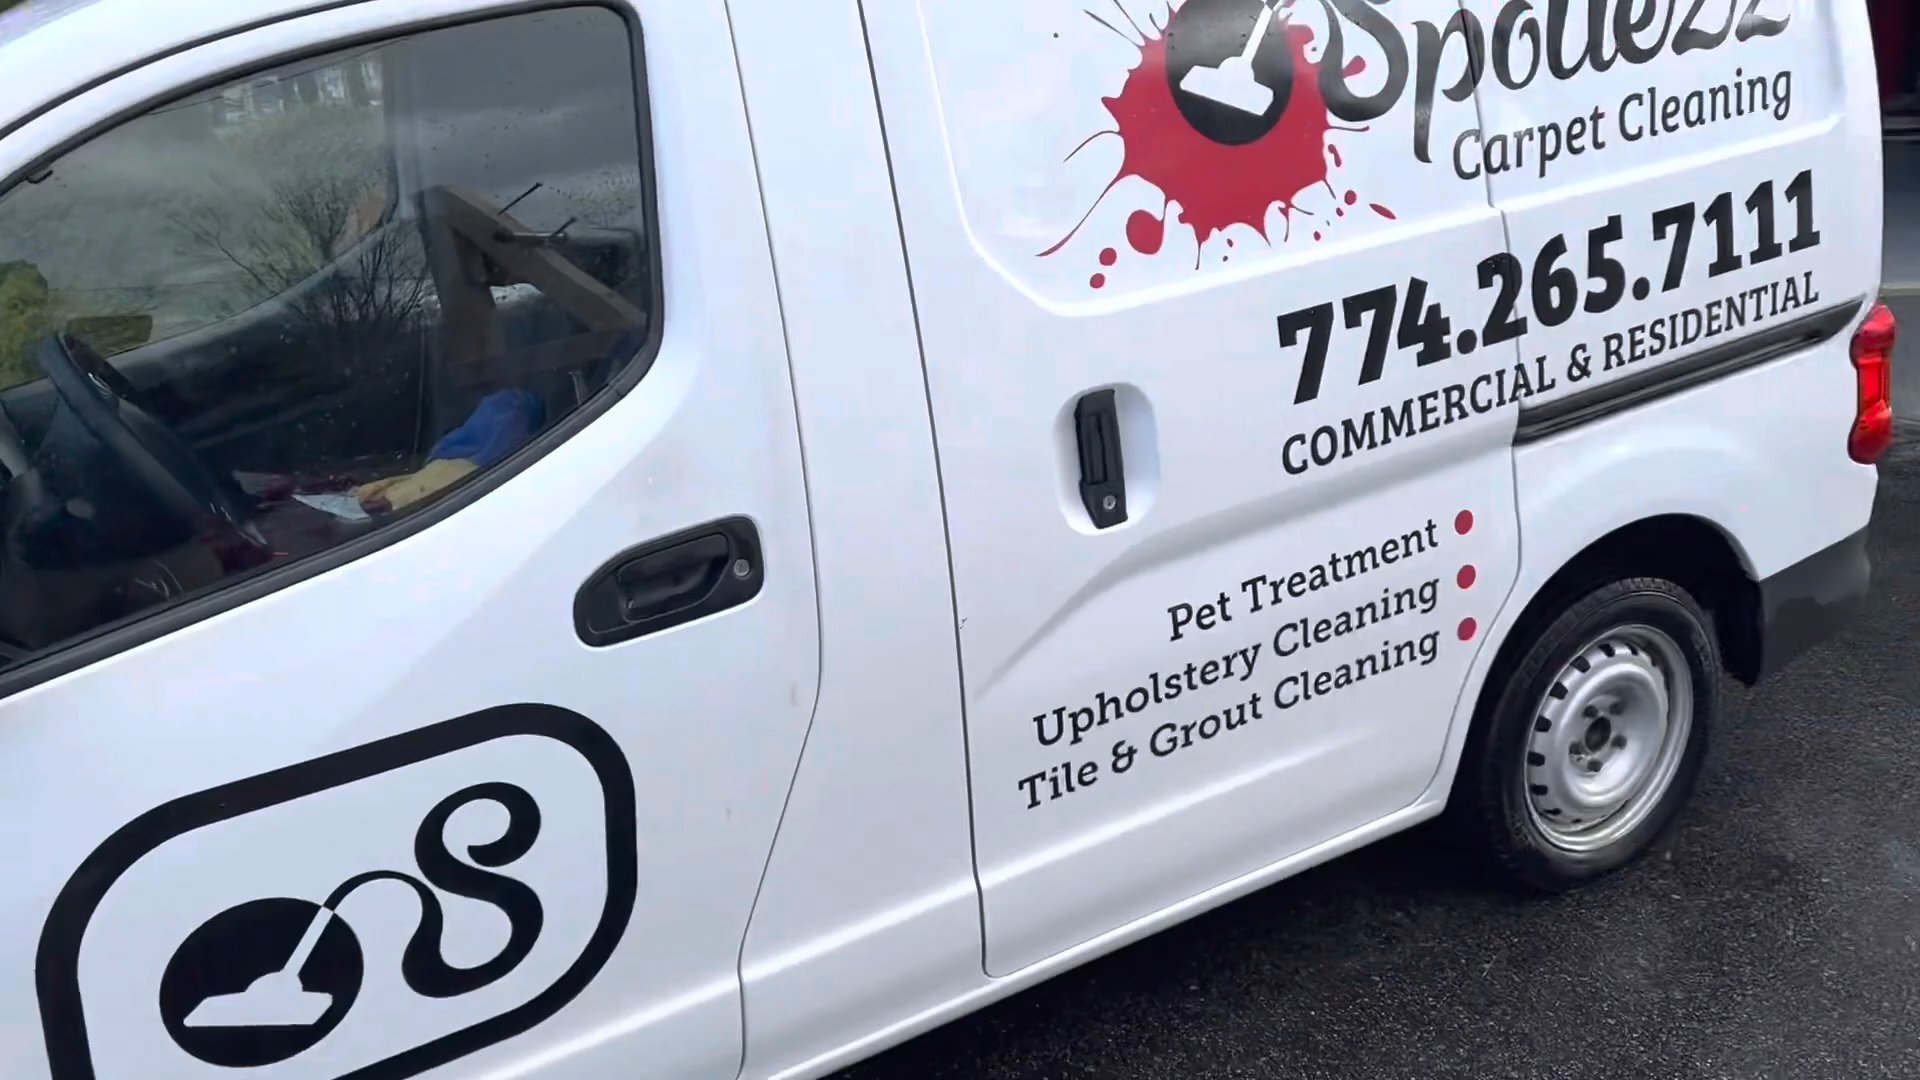 Carpet Cleaning
774.265.7111
COMMERCIAL & RESIDENTIAL
Pet Treatment
Upholstery Cleaning
Tile & Grout Cleaning
S